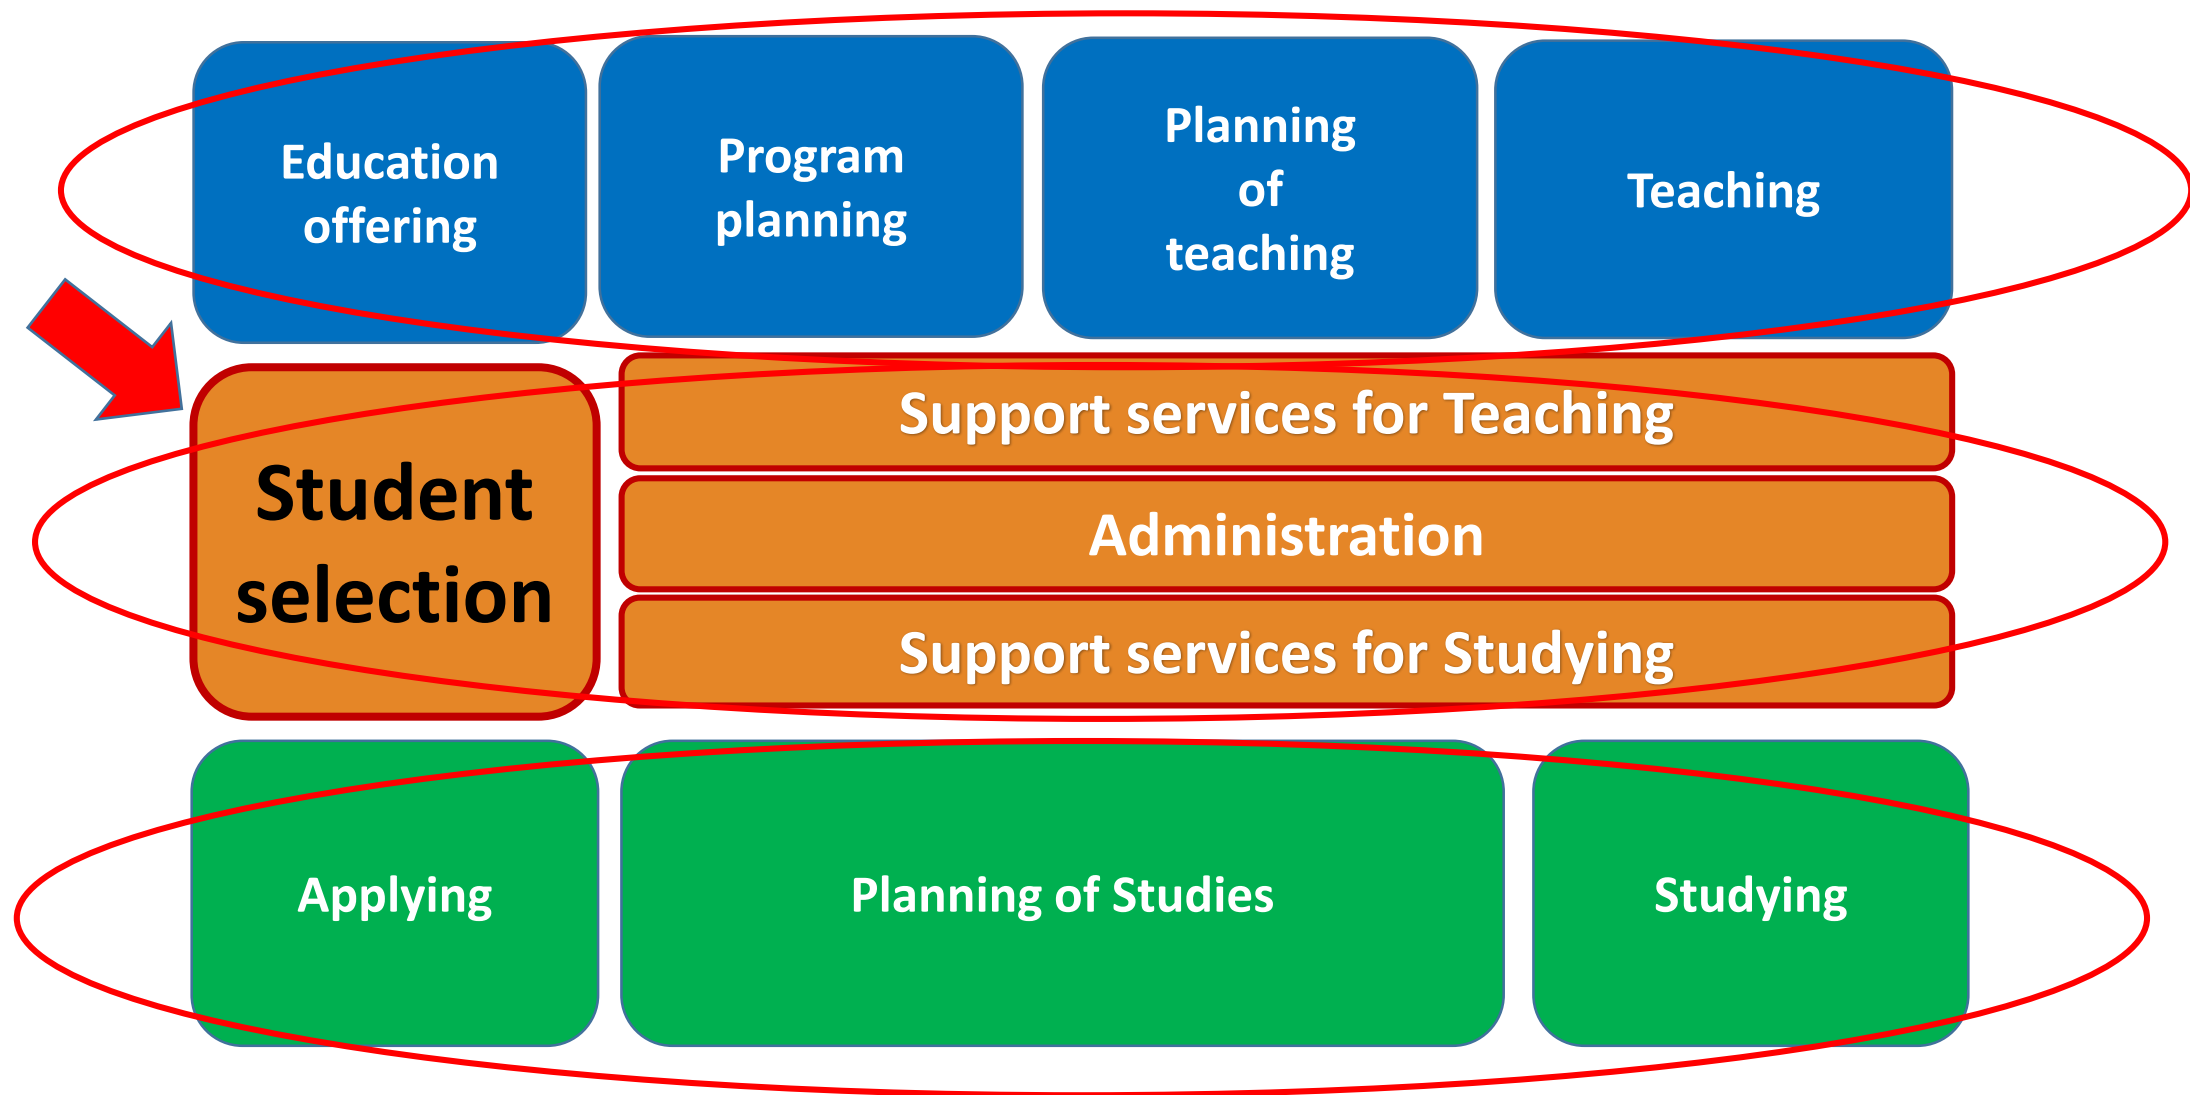 Education
offering
Program
planning
Planning
of
teaching
Teaching
Student
selection
Support services for Teaching
Administration
Support services for Studying
Applying
Planning of Studies
Studying